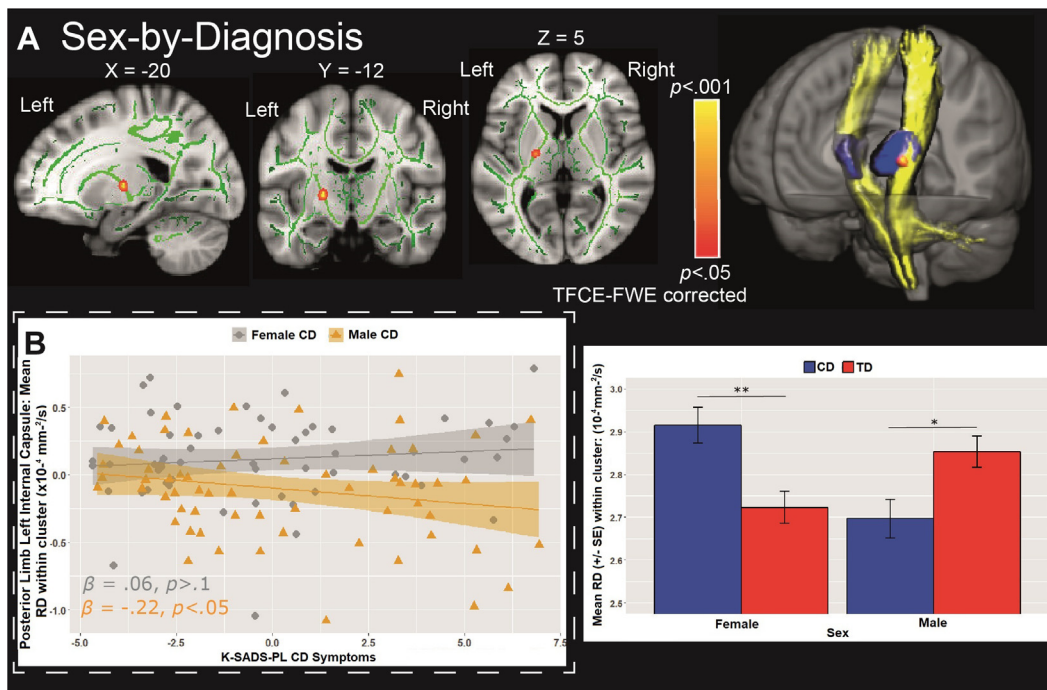 A Sex-by-Diagnosis
X = -20
Y = -12
Z = 5
Left
Left
Right
Left
Right
p<.001
p<.05
TFCE-FWE corrected
B
Female CD Male CD
Posterior Limb Left Internal Capsule: Mean
RD within cluster (x10⁻⁴ mm⁻²/s)
0.5
0.0
-0.5
-1.0
β = .06, p>.1
β = -.22, p<.05
-5.0 -2.5 0.0 2.5 5.0 7.5
K-SADS-PL CD Symptoms
CD TD
Mean RD (+/- SE) within cluster: (10⁻⁴ mm⁻²/s)
3.0
2.9
2.8
2.7
2.6
2.5
**
*
Female Male
Sex